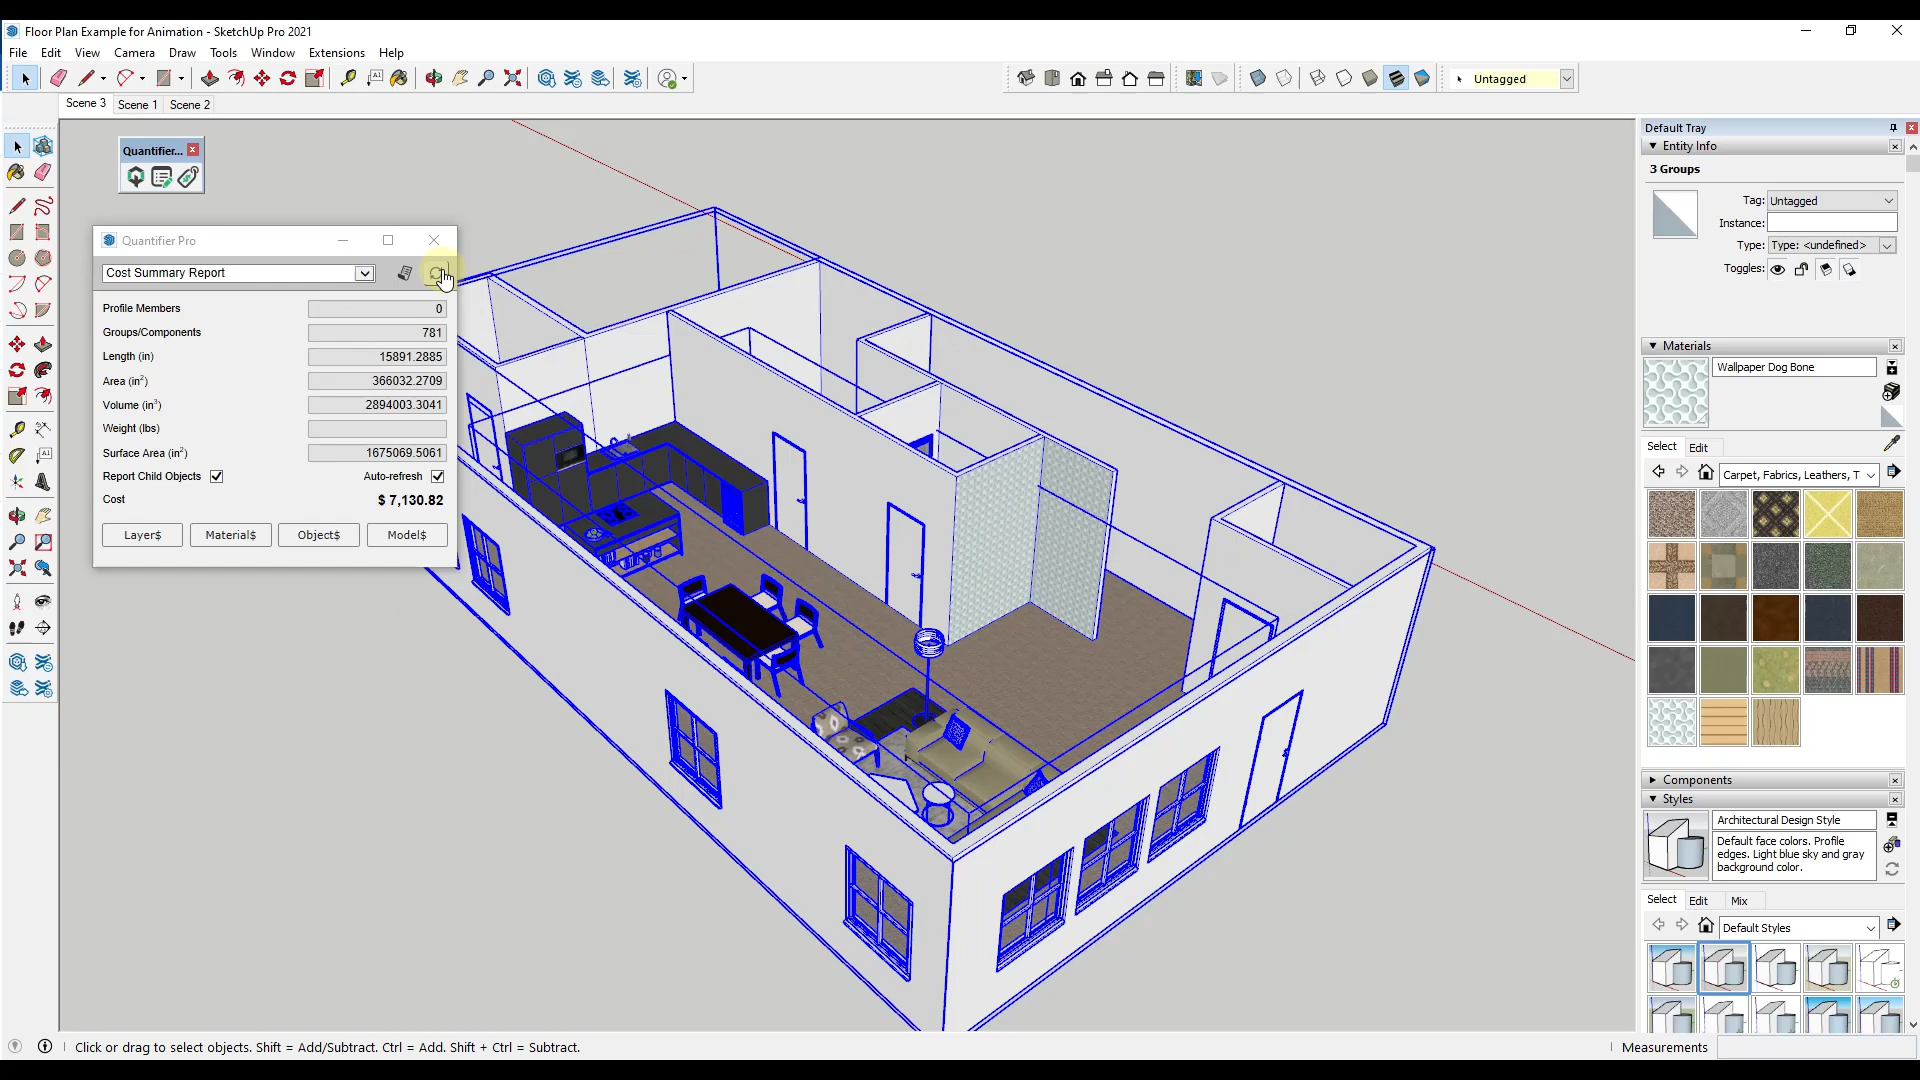 Floor Plan Example for Animation - SketchUp Pro 2021
File Edit View Camera Draw Tools Window Extensions Help
Untagged
Scene 3 Scene 1 Scene 2
Quantifier...
Quantifier Pro
Cost Summary Report
Profile Members 0
Groups/Components 781
Length (in) 15891.2885
Area (in²) 366032.2709
Volume (in³) 2894003.3041
Weight (lbs)
Surface Area (in²) 1675069.5061
Report Child Objects Auto-refresh
Cost $ 7,130.82
Layer$ Material$ Object$ Model$
Default Tray
Entity Info
3 Groups
Tag: Untagged
Instance:
Type: Type: <undefined>
Toggles:
Materials
Wallpaper Dog Bone
Select Edit
Carpet, Fabrics, Leathers, T
Components
Styles
Architectural Design Style
Default face colors. Profile
edges. Light blue sky and gray
background color.
Select Edit Mix
Default Styles
Click or drag to select objects. Shift = Add/Subtract. Ctrl = Add. Shift + Ctrl = Subtract.
Measurements